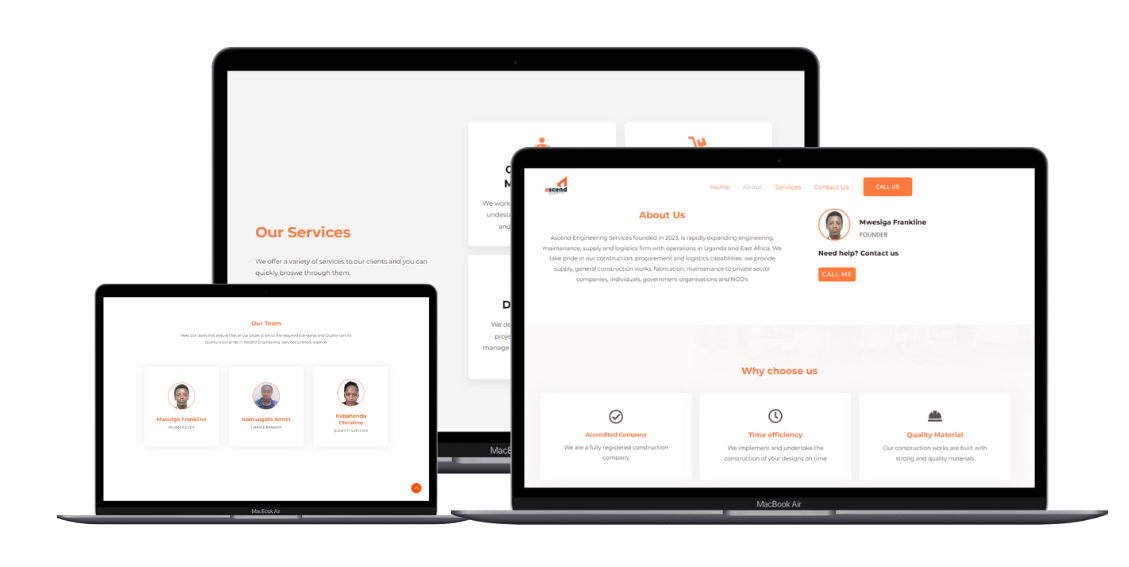 Our Services
We offer a variety of services to our clients and you can
quickly broswe through them.
We work
and
We de
proje
manage
MacB
ascend
Home About Services Contact Us CALL US
About Us
Ascend Engineering Services founded in 2023, is rapidly expanding engineering,
maintenance, supply and logistics firm with operations in Uganda and East Africa. We
take pride in our construction, procurement and logistics capabilities. we provide
supply, general construction works, fabrication, maintenance to private sector
companies, individuals, government organisations and NGO's
Mwesiga Frankline
FOUNDER
Need help? Contact us
CALL ME
Why choose us
Accredited Company
We are a fully registered construction
company
Time efficiency
We implement and undertake the
construction of your designs on time
Quality Material
Our construction works are built with
strong and quality materials
MacBook Air
Our Team
Meet our team that ensure that all our projects are to the required standards and Quality control.
Quality is our pride in Ascend Engineering Services Limited, Uganda
Mwesiga Frankline
FOUNDER & CEO
Komungaio Annet
FINANCE MANAGER
Kabahenda
Christine
QUANTITY SURVEYOR
MacBook Air